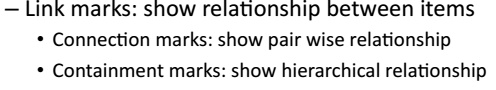 – Link marks: show relationship between items
• Connection marks: show pair wise relationship
• Containment marks: show hierarchical relationship